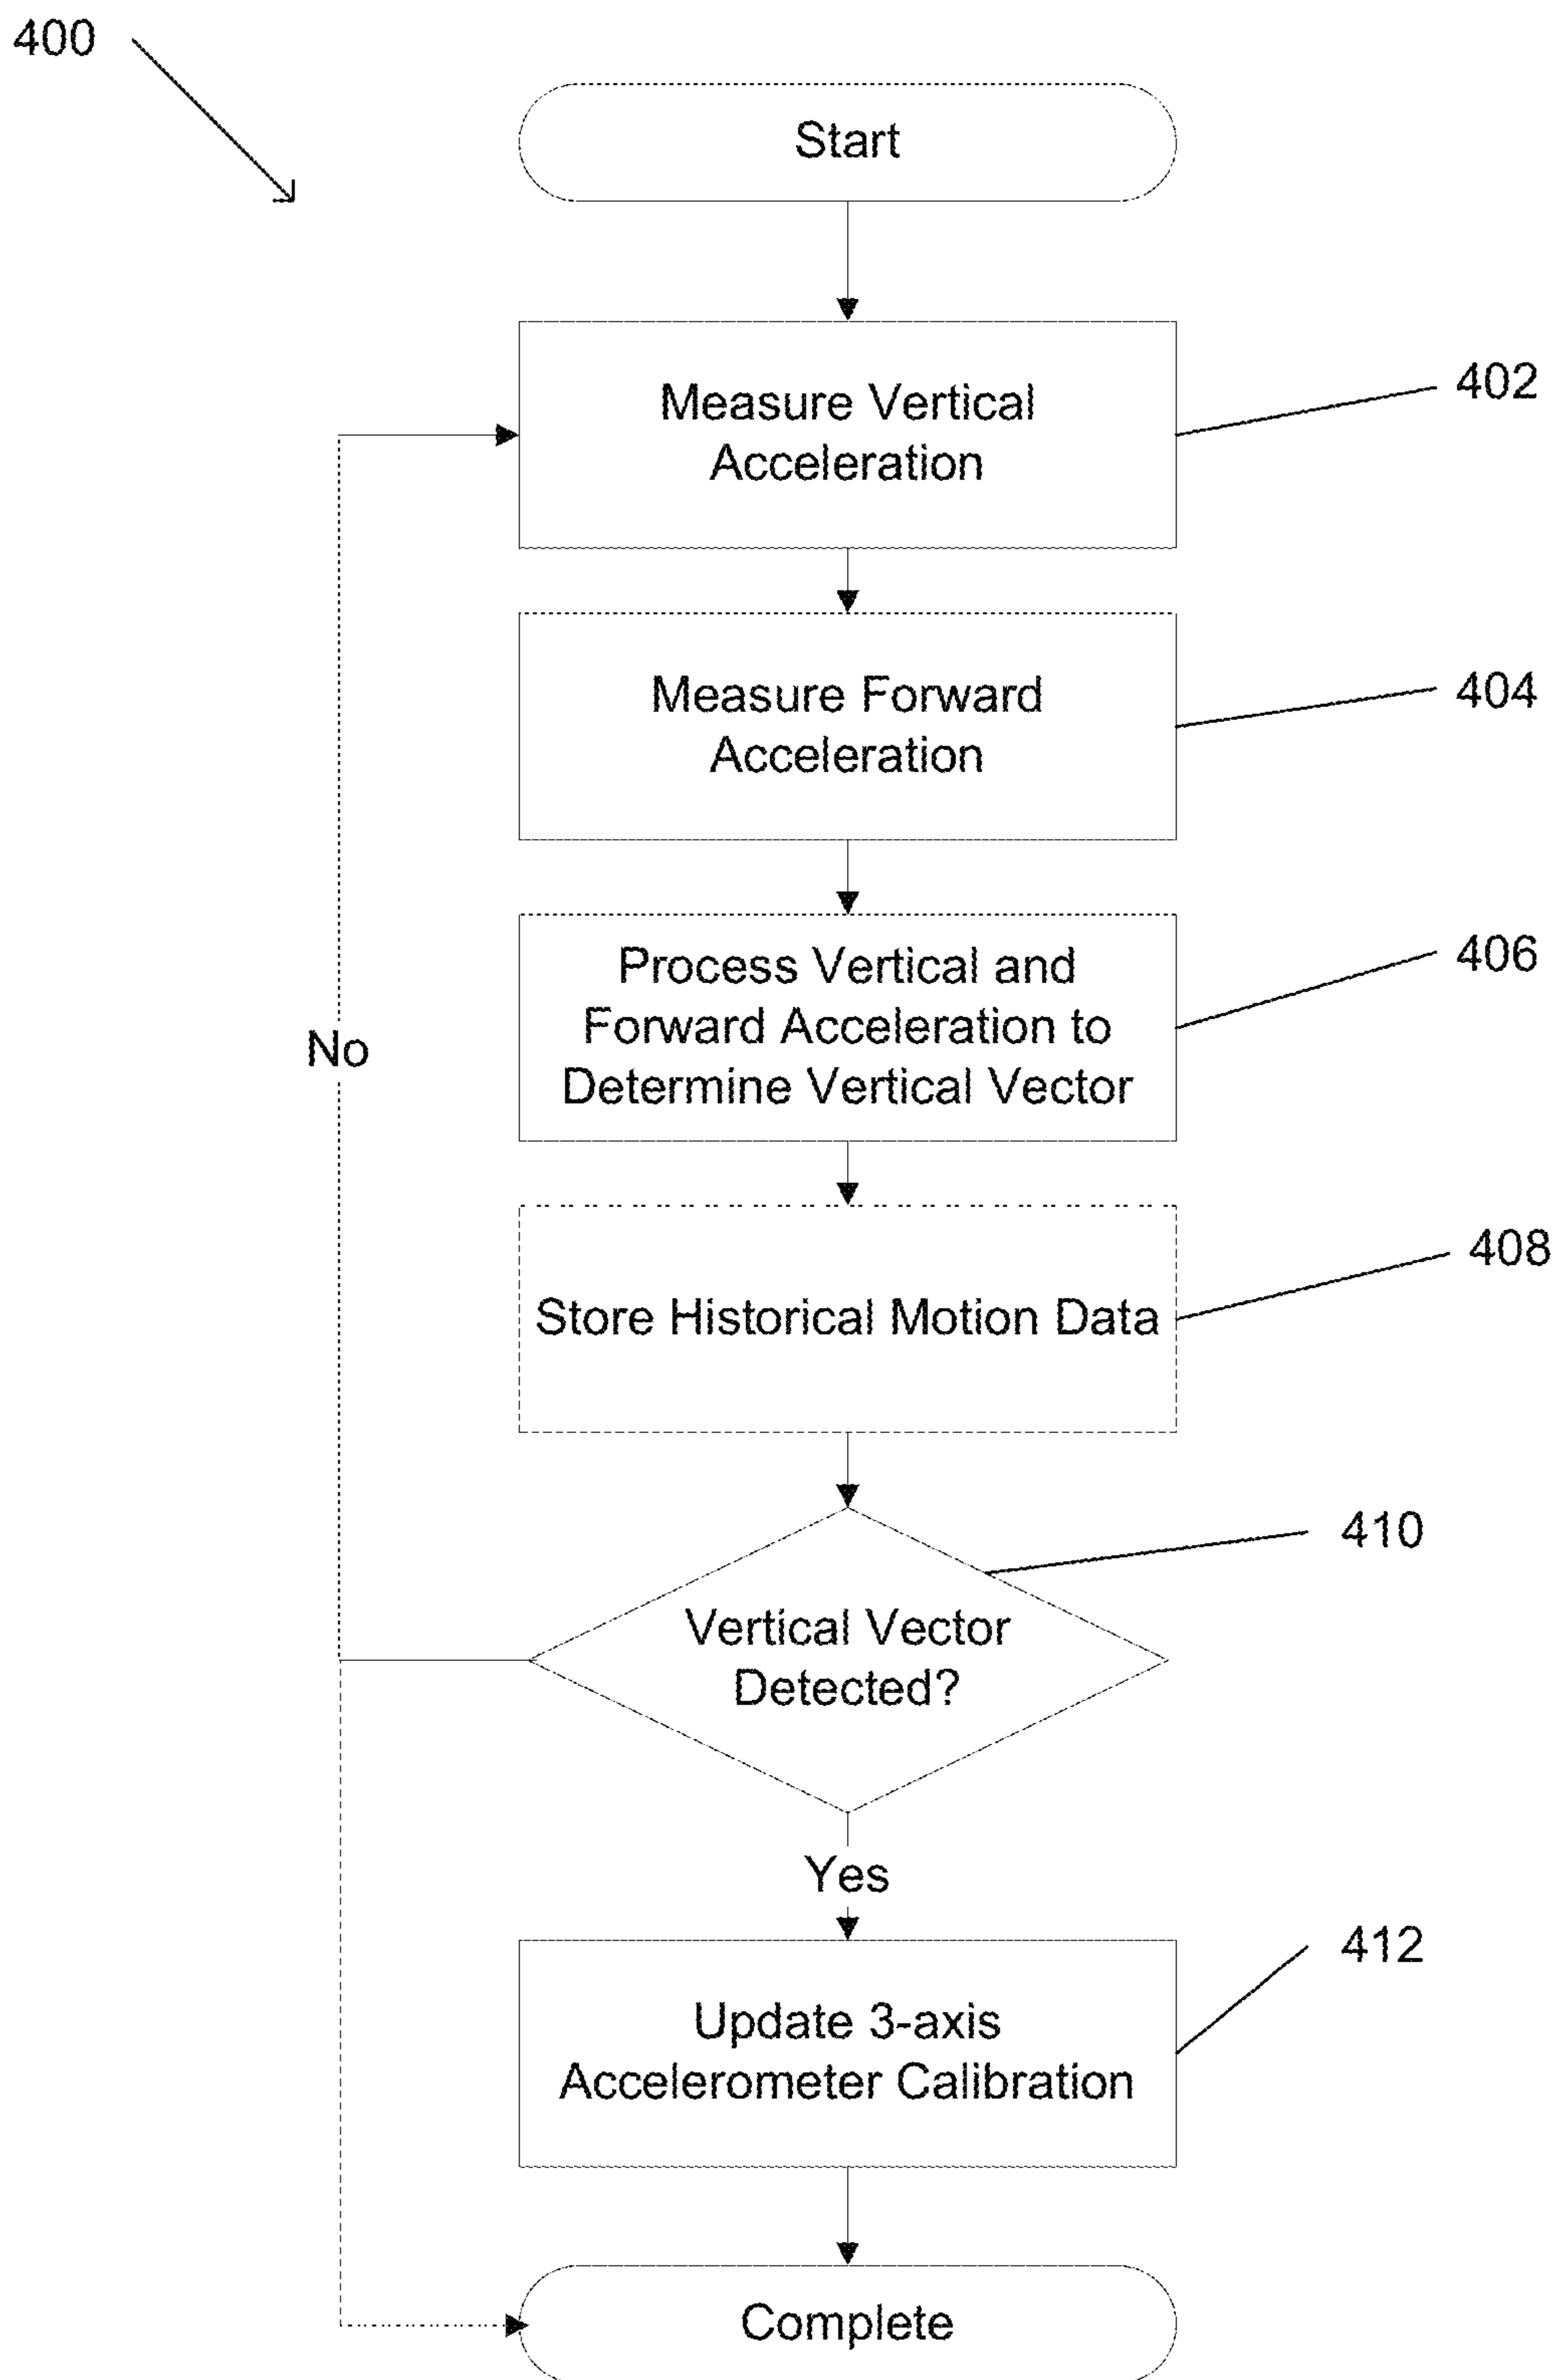 400
Start
Measure Vertical
Acceleration
402
Measure Forward
Acceleration
404
Process Vertical and
Forward Acceleration to
Determine Vertical Vector
406
No
Store Historical Motion Data
408
Vertical Vector
Detected?
410
Yes
Update 3-axis
Accelerometer Calibration
412
Complete